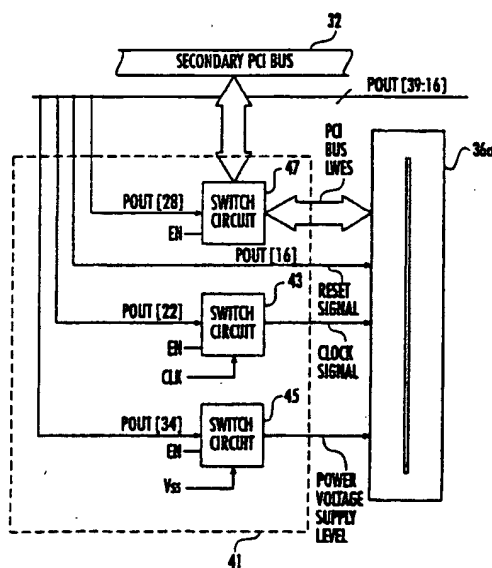 32
SECONDARY PCI BUS
POUT [39:16]
PCI
BUS
LWES
36a
47
POUT [28]
SWITCH
CIRCUIT
EN
POUT [16]
43
RESET
SIGNAL
POUT [22]
SWITCH
CIRCUIT
EN
CLOCK
SIGNAL
CLK
45
POUT [34]
SWITCH
CIRCUIT
EN
Vss
POWER
VOLTAGE
SUPPLY
LEVEL
41